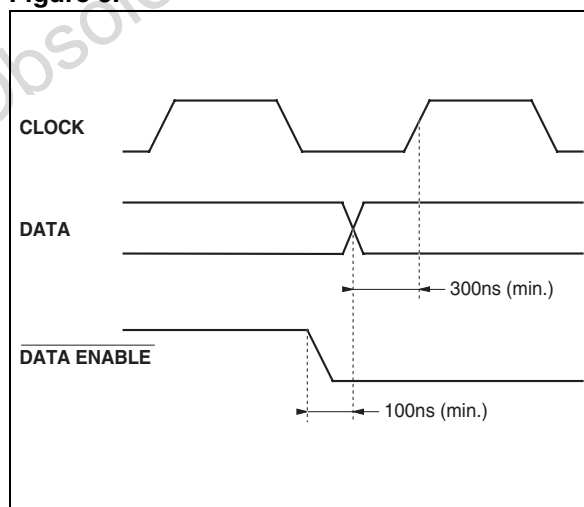 CLOCK
DATA
300ns (min.)
DATA ENABLE
100ns (min.)